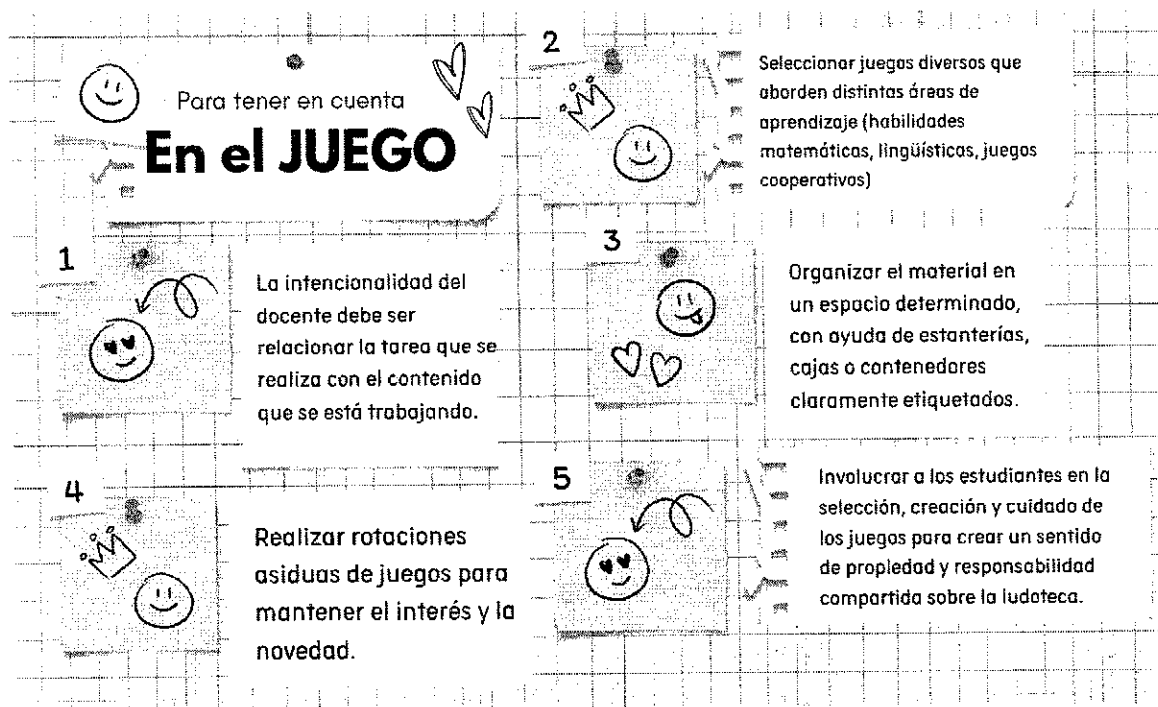 Para tener en cuenta
En el JUEGO
1
La intencionalidad del
docente debe ser
relacionar la tarea que se
realiza con el contenido
que se está trabajando.
2
Seleccionar juegos diversos que
aborden distintas áreas de
aprendizaje (habilidades
matemáticas, lingüísticas, juegos
cooperativos)
3
Organizar el material en
un espacio determinado,
con ayuda de estanterías,
cajas o contenedores
claramente etiquetados.
4
Realizar rotaciones
asiduas de juegos para
mantener el interés y la
novedad.
5
Involucrar a los estudiantes en la
selección, creación y cuidado de
los juegos para crear un sentido
de propiedad y responsabilidad
compartida sobre la ludoteca.